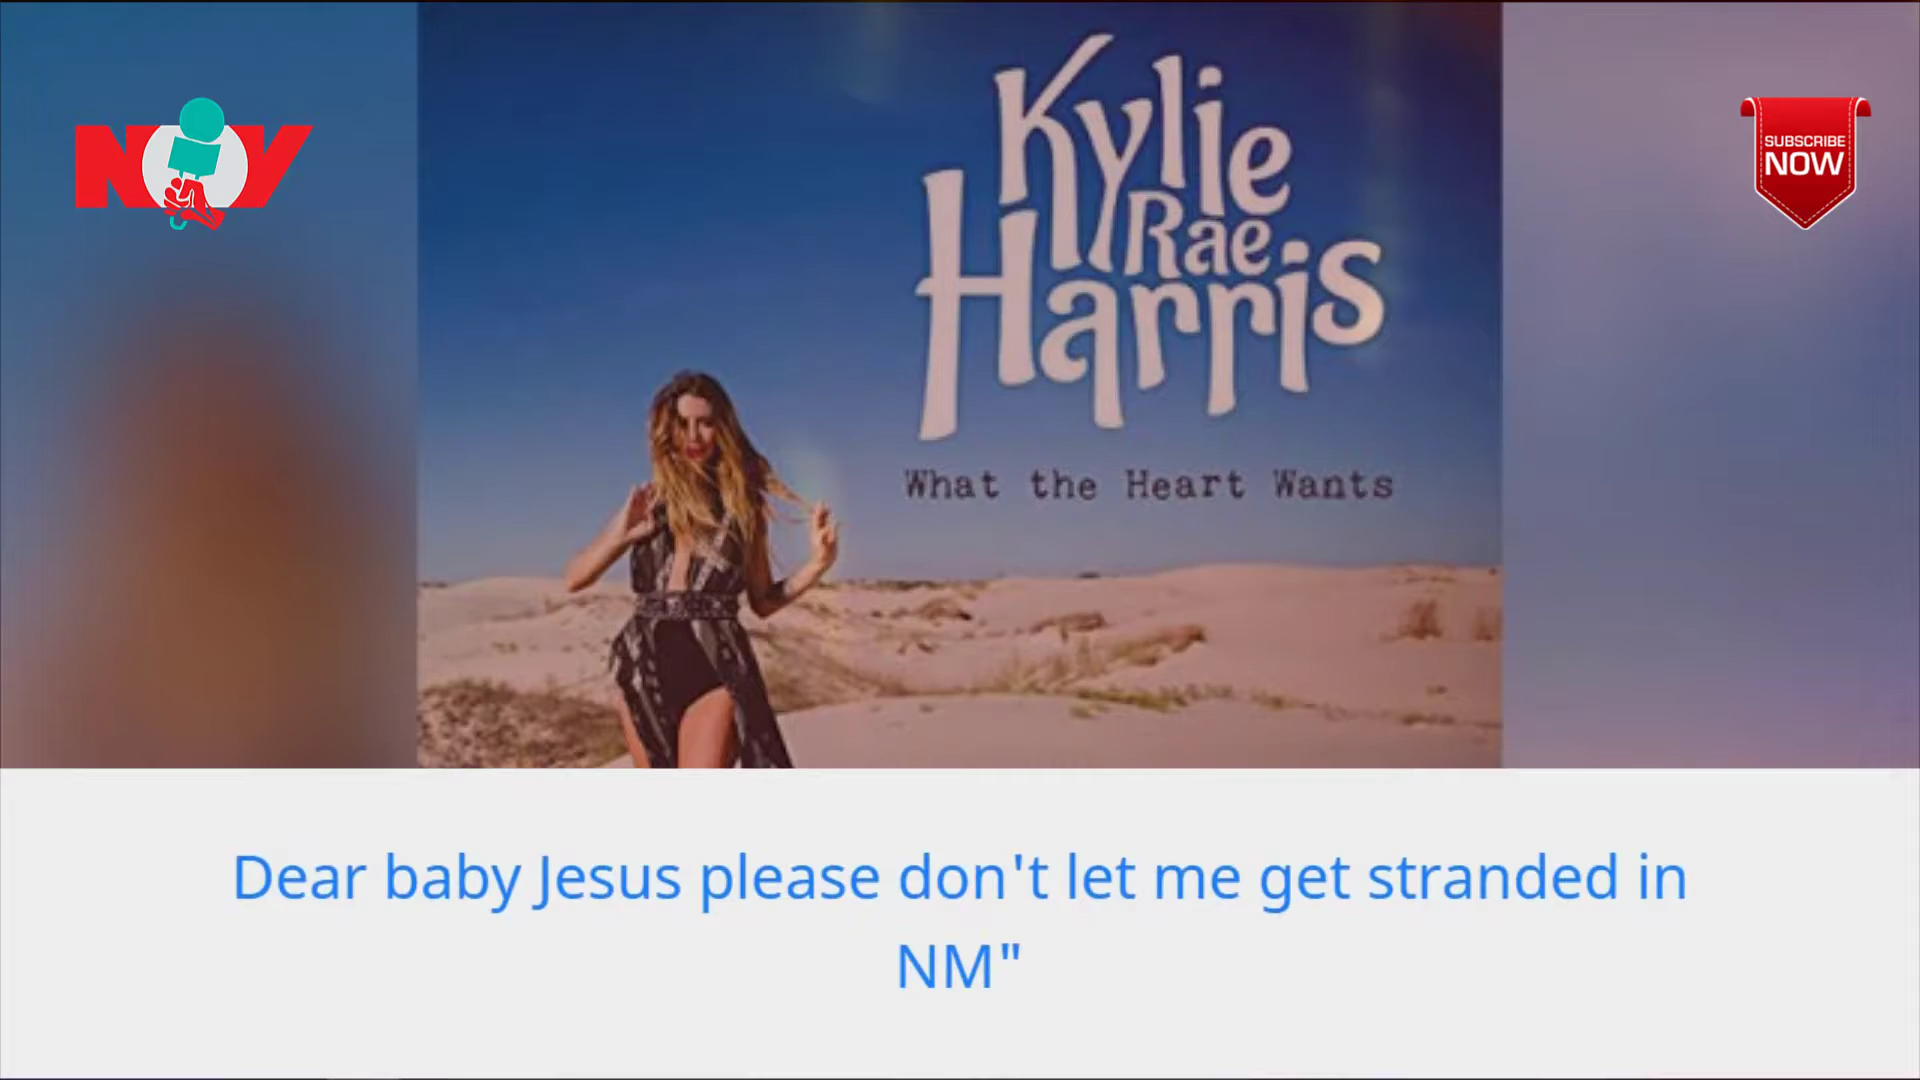 NOV
SUBSCRIBE
NOW
Kylie
Rae
Harris
What the Heart Wants
Dear baby Jesus please don't let me get stranded in
NM"